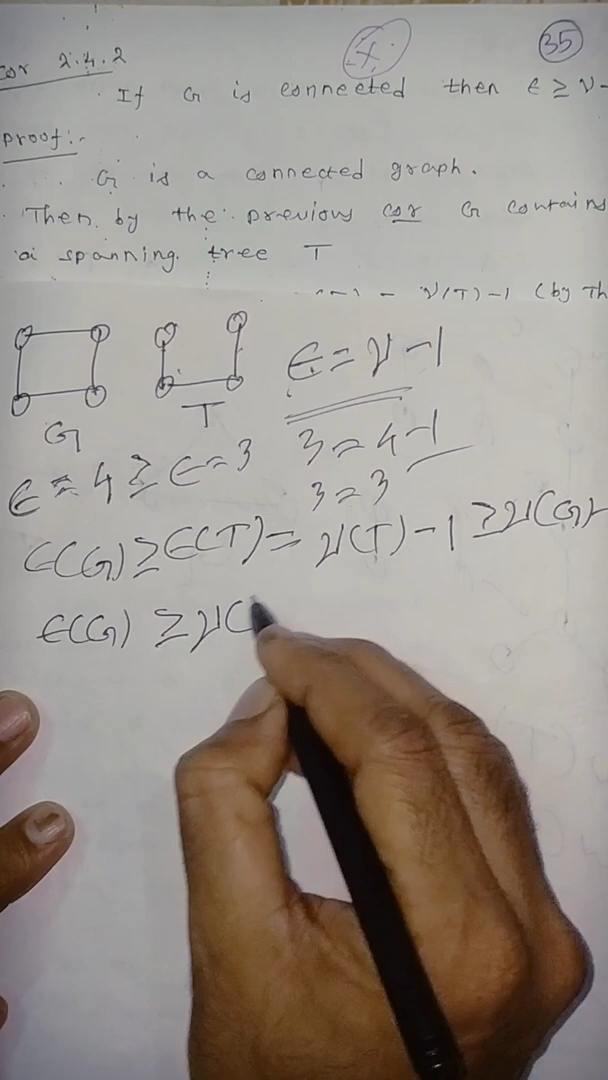 35
cor 2.4.2
If G is connected then ε ≥ ν-
proof:-
G is a connected graph.
Then by the previous cor G contains
a spanning tree T
ν(T)-1 (by Th
G
T
ε = ν-1
3 = 4-1
ε = 4 ≥ ε = 3
3 = 3
ε(G) ≥ ε(T) = ν(T)-1 ≥ ν(G)-
ε(G) ≥ ν(